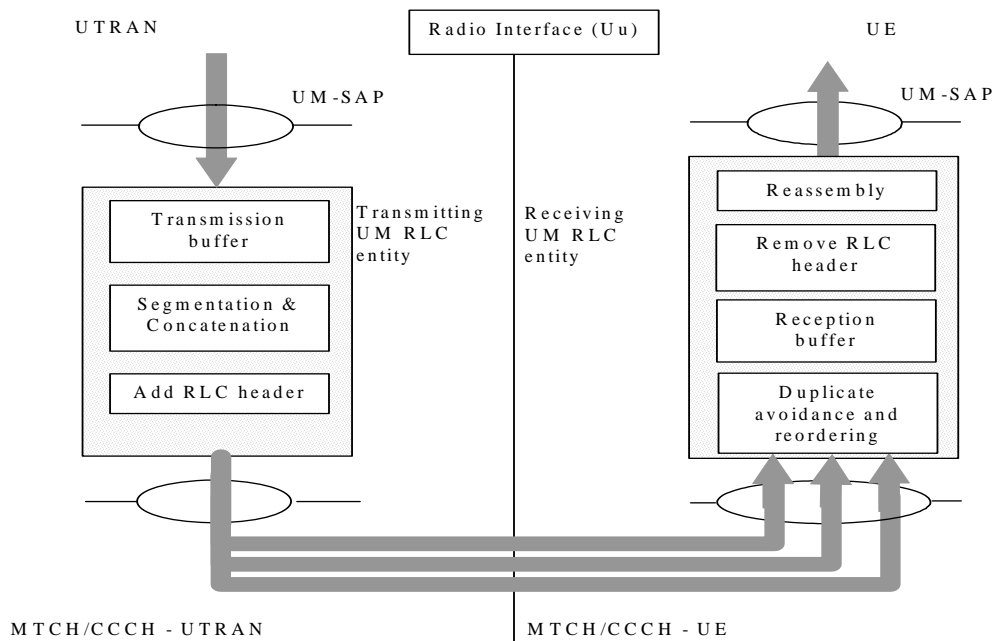 UTRAN
Radio Interface (Uu)
UE
UM-SAP
UM-SAP
Transmission
buffer
Segmentation &
Concatenation
Add RLC header
Transmitting
UM RLC
entity
Receiving
UM RLC
entity
Reassembly
Remove RLC
header
Reception
buffer
Duplicate
avoidance and
reordering
MTCH/CCCH - UTRAN
MTCH/CCCH - UE